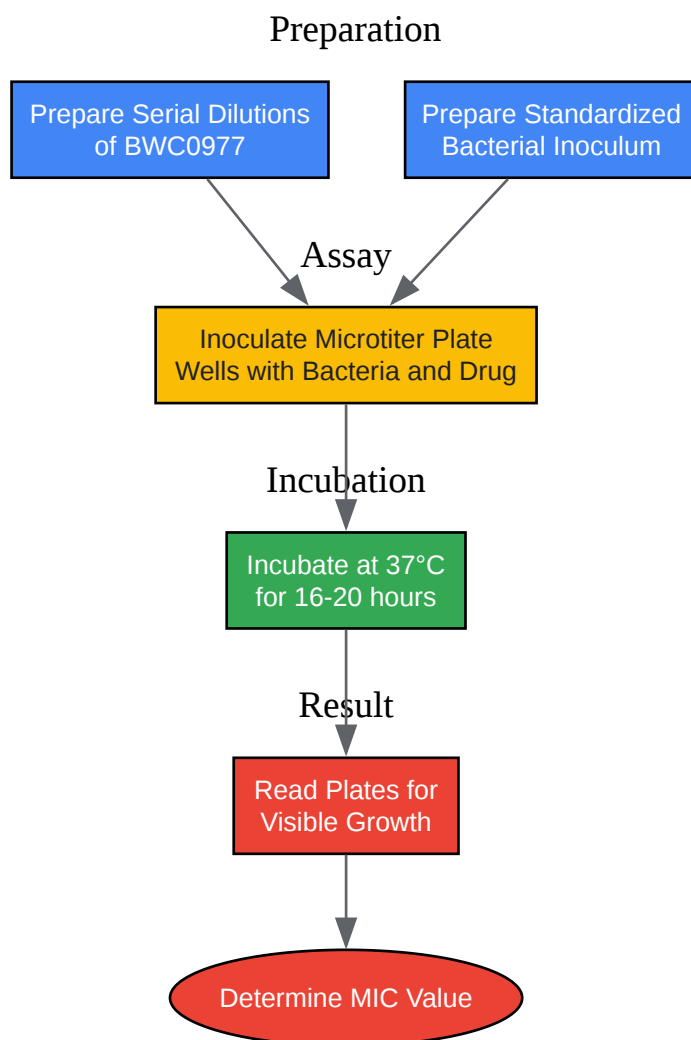 Preparation
Prepare Serial Dilutions
of BWC0977
Prepare Standardized
Bacterial Inoculum
Assay
Inoculate Microtiter Plate
Wells with Bacteria and Drug
Incubation
Incubate at 37°C
for 16-20 hours
Result
Read Plates for
Visible Growth
Determine MIC Value